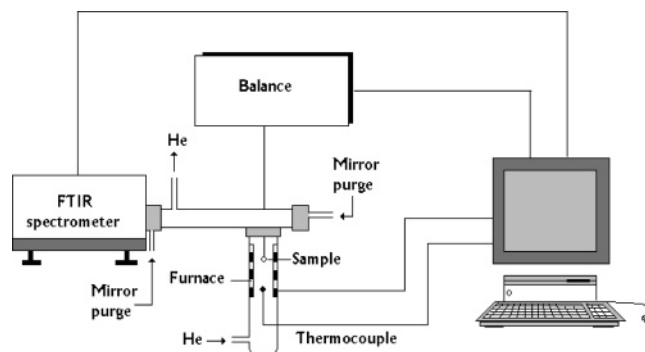 Balance
He
Mirror
purge
FTIR
spectrometer
Sample
Furnace
Mirror
purge
He
Thermocouple